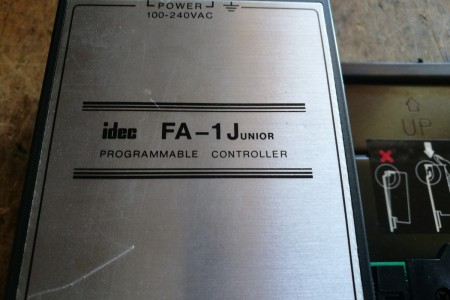 POWER
100-240VAC
idec FA-1JUNIOR
PROGRAMMABLE CONTROLLER
UP